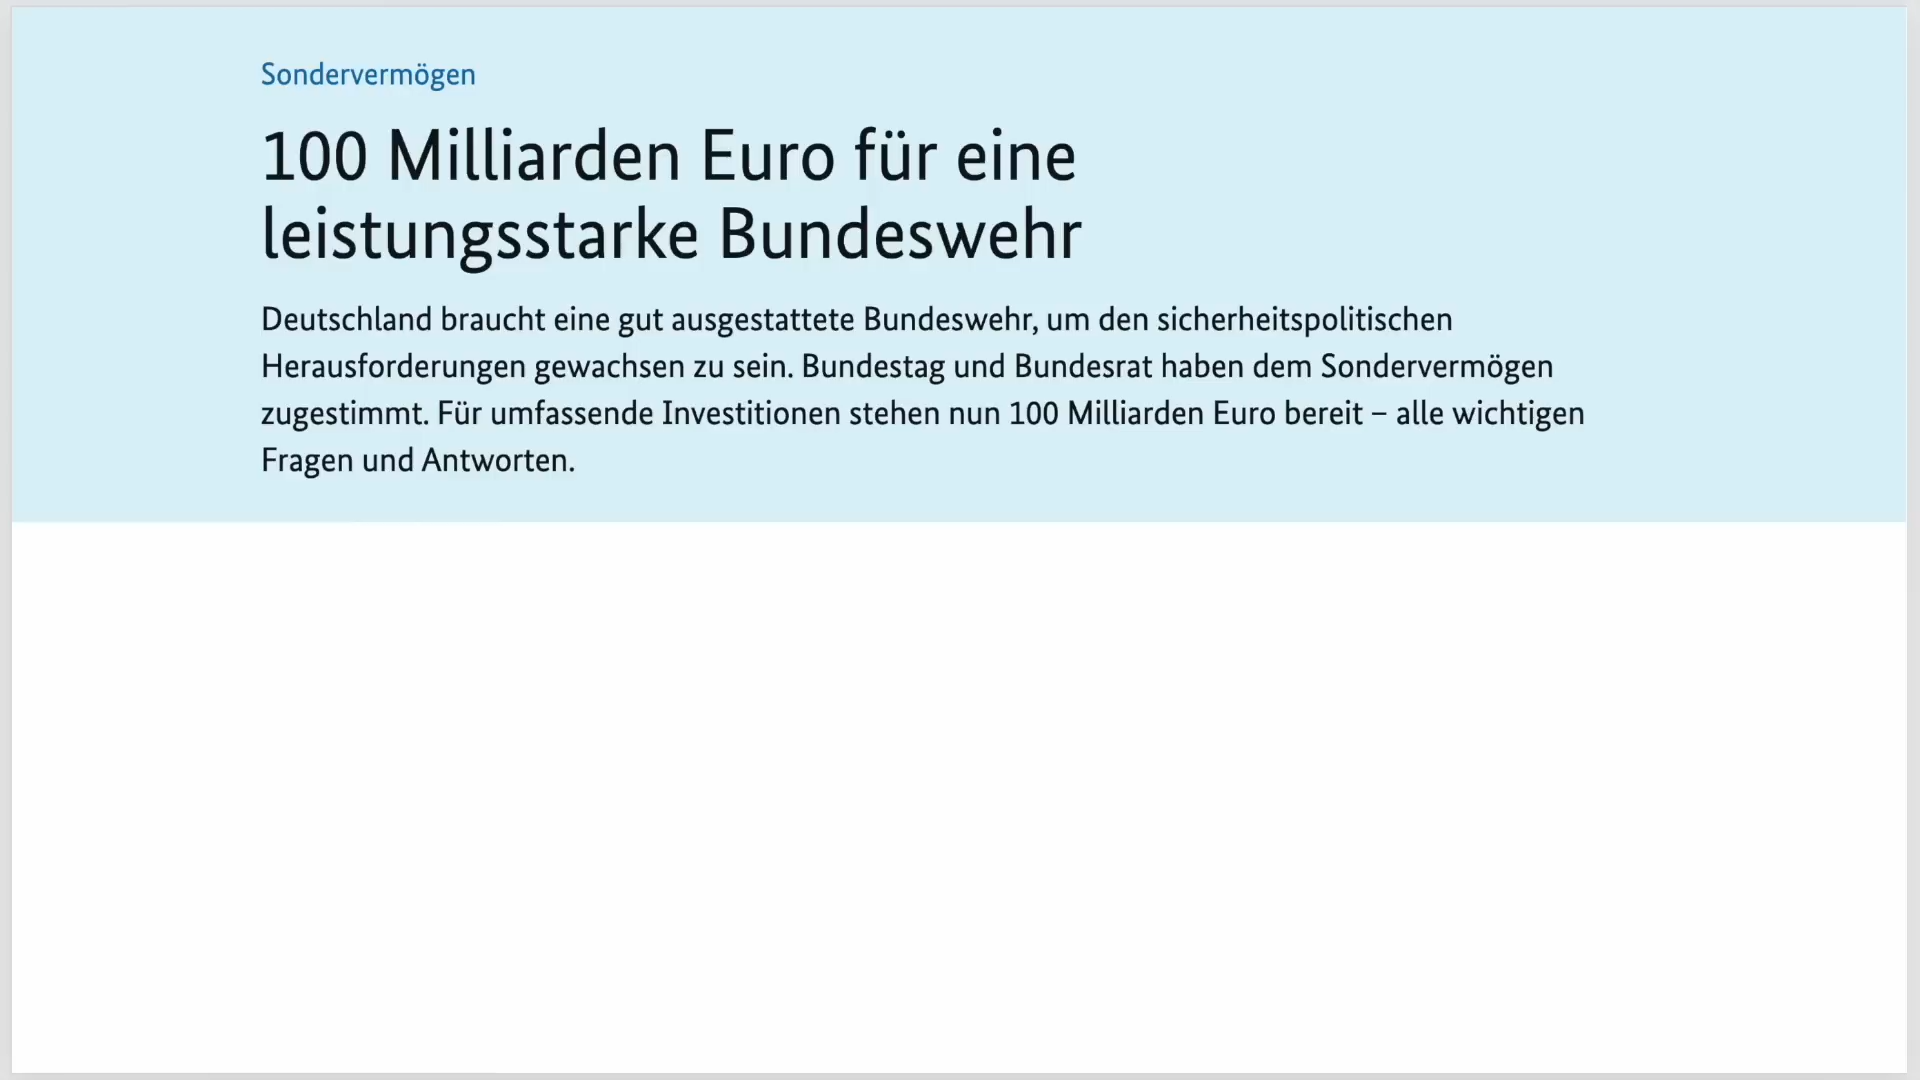 Sondervermögen
100 Milliarden Euro für eine
leistungsstarke Bundeswehr
Deutschland braucht eine gut ausgestattete Bundeswehr, um den sicherheitspolitischen
Herausforderungen gewachsen zu sein. Bundestag und Bundesrat haben dem Sondervermögen
zugestimmt. Für umfassende Investitionen stehen nun 100 Milliarden Euro bereit – alle wichtigen
Fragen und Antworten.